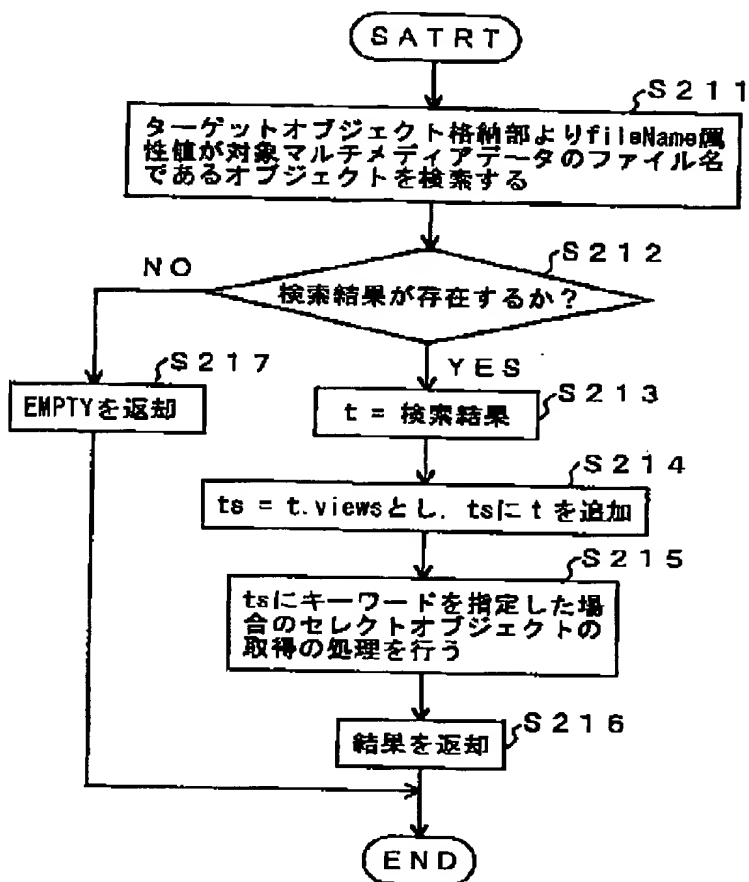 SATRT
S211
ターゲットオブジェクト格納部よりfileName属
性値が対象マルチメディアデータのファイル名
であるオブジェクトを検索する
S212
検索結果が存在するか?
NO
YES
S217
EMPTYを返却
S213
t = 検索結果
S214
ts = t.viewsとし, tsにtを追加
S215
tsにキーワードを指定した場
合のセレクトオブジェクトの
取得の処理を行う
S216
結果を返却
END